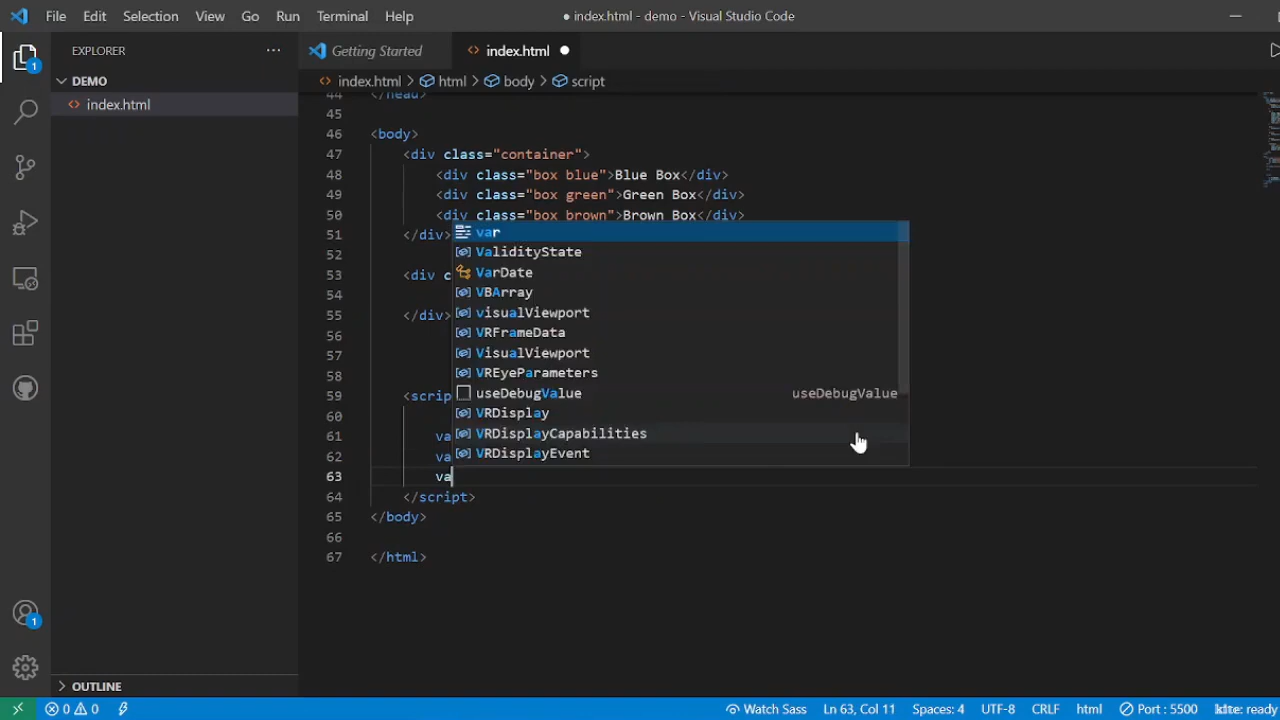 File Edit Selection View Go Run Terminal Help
● index.html - demo - Visual Studio Code
EXPLORER
Getting Started
index.html
DEMO
index.html > html > body > script
index.html
44 </head>
45
46 <body>
47 <div class="container">
48 <div class="box blue">Blue Box</div>
49 <div class="box green">Green Box</div>
50 <div class="box brown">Brown Box</div>
51 </div>
52
53 <div c
54
55 </div>
56
57
58
59 <scrip
60
61 va
62 va
63 va
64 </script>
65 </body>
66
67 </html>
var
ValidityState
VarDate
VBArray
visualViewport
VRFrameData
VisualViewport
VREyeParameters
useDebugValue useDebugValue
VRDisplay
VRDisplayCapabilities
VRDisplayEvent
1
1
OUTLINE
0 0
Watch Sass
Ln 63, Col 11
Spaces: 4
UTF-8
CRLF
html
Port : 5500
kite: ready